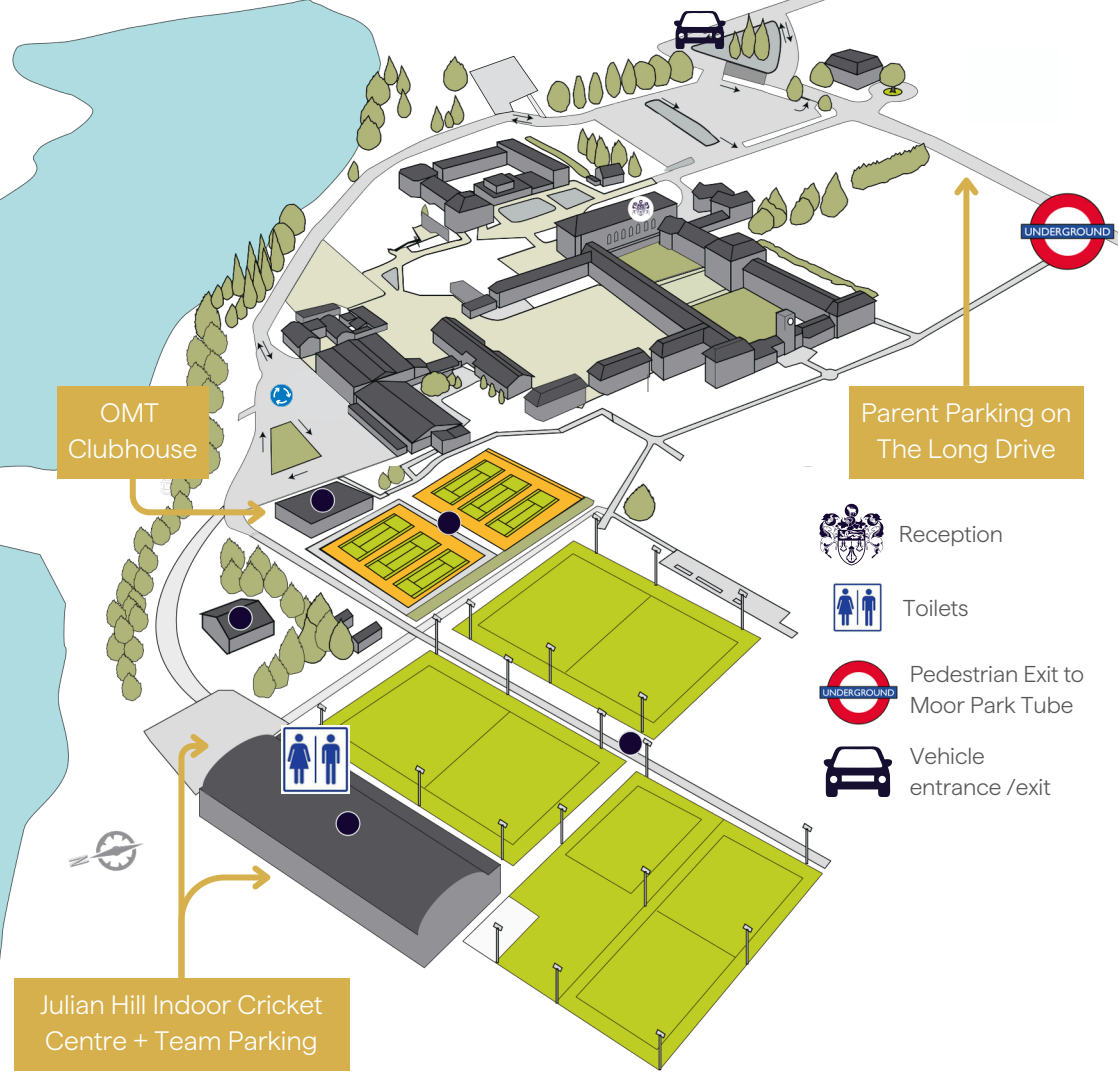 UNDERGROUND
OMT
Clubhouse
Parent Parking on
The Long Drive
Reception
Toilets
UNDERGROUND
Pedestrian Exit to
Moor Park Tube
Vehicle
entrance /exit
N
Julian Hill Indoor Cricket
Centre + Team Parking